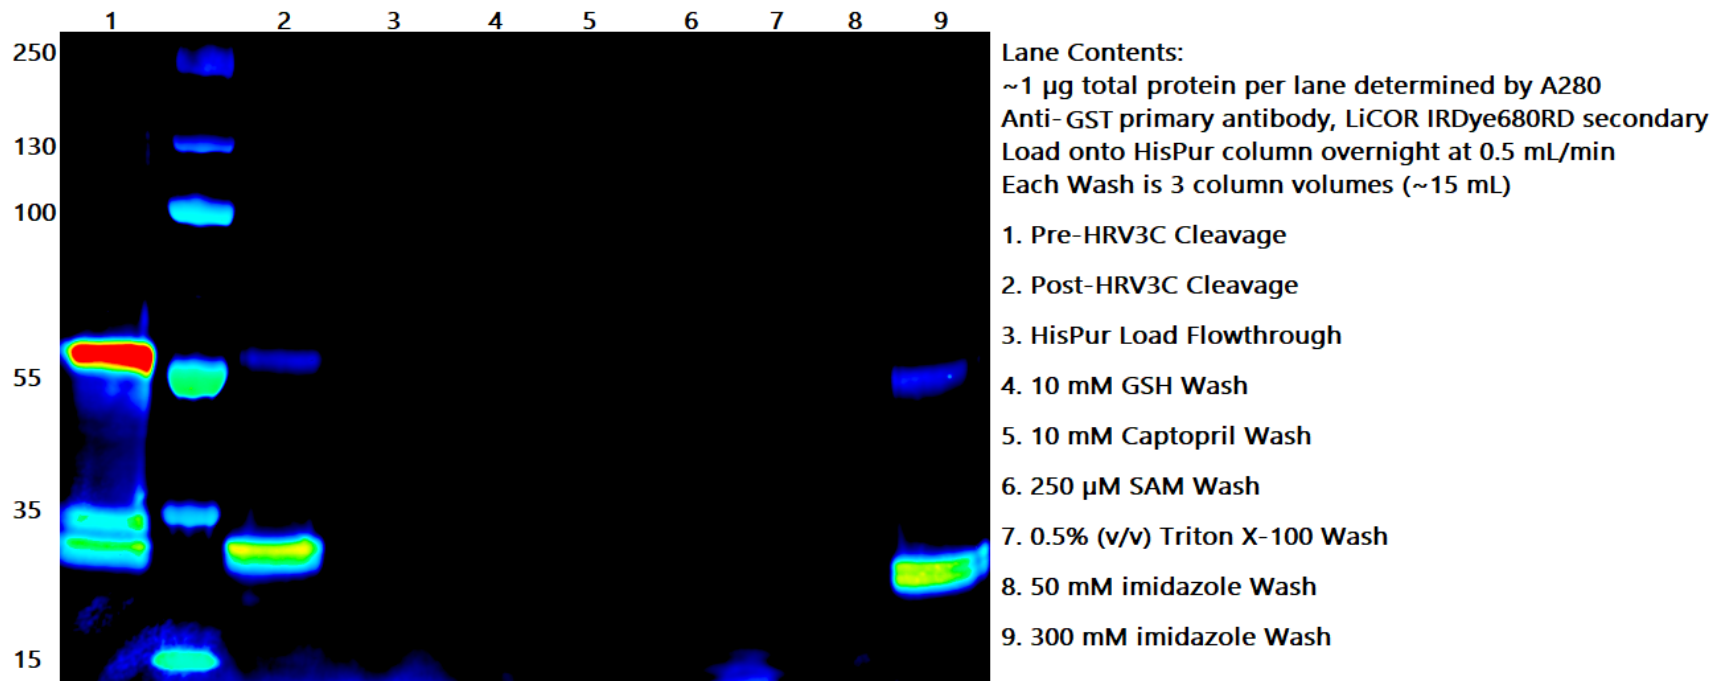 1 2 3 4 5 6 7 8 9
250
130
100
55
35
15
Lane Contents:
~1 µg total protein per lane determined by A280
Anti-GST primary antibody, LiCOR IRDye680RD secondary
Load onto HisPur column overnight at 0.5 mL/min
Each Wash is 3 column volumes (~15 mL)
1. Pre-HRV3C Cleavage
2. Post-HRV3C Cleavage
3. HisPur Load Flowthrough
4. 10 mM GSH Wash
5. 10 mM Captopril Wash
6. 250 µM SAM Wash
7. 0.5% (v/v) Triton X-100 Wash
8. 50 mM imidazole Wash
9. 300 mM imidazole Wash